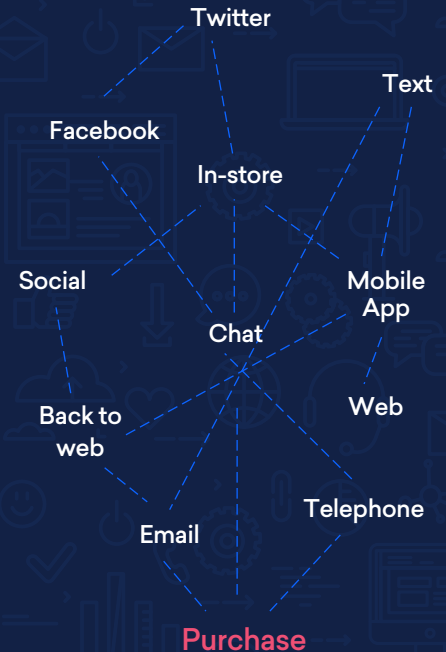 Twitter
Text
Facebook
In-store
Social
Mobile
App
Chat
Web
Back to
web
Telephone
Email
Purchase